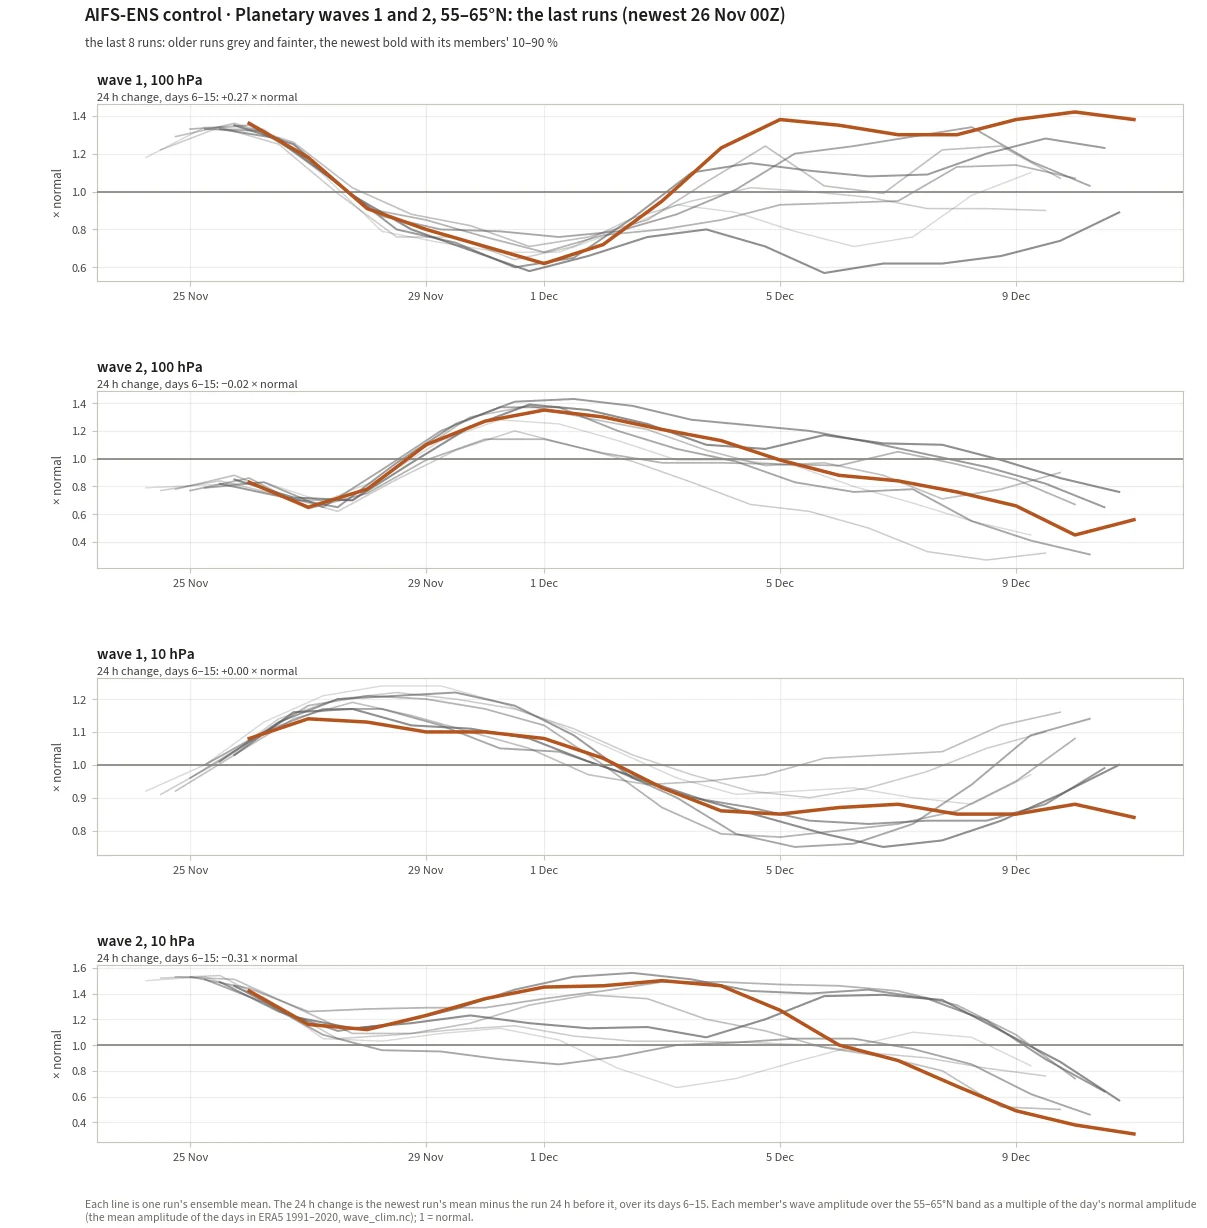 AIFS-ENS control · Planetary waves 1 and 2, 55–65°N: the last runs (newest 26 Nov 00Z)
the last 8 runs: older runs grey and fainter, the newest bold with its members' 10–90 %
wave 1, 100 hPa
24 h change, days 6–15: +0.27 × normal
1.4
1.2
1.0
0.8
0.6
× normal
25 Nov
29 Nov
1 Dec
5 Dec
9 Dec
wave 2, 100 hPa
24 h change, days 6–15: −0.02 × normal
1.4
1.2
1.0
0.8
0.6
0.4
× normal
25 Nov
29 Nov
1 Dec
5 Dec
9 Dec
wave 1, 10 hPa
24 h change, days 6–15: +0.00 × normal
1.2
1.1
1.0
0.9
0.8
× normal
25 Nov
29 Nov
1 Dec
5 Dec
9 Dec
wave 2, 10 hPa
24 h change, days 6–15: −0.31 × normal
1.6
1.4
1.2
1.0
0.8
0.6
0.4
× normal
25 Nov
29 Nov
1 Dec
5 Dec
9 Dec
Each line is one run's ensemble mean. The 24 h change is the newest run's mean minus the run 24 h before it, over its days 6–15. Each member's wave amplitude over the 55–65°N band as a multiple of the day's normal amplitude
(the mean amplitude of the days in ERA5 1991–2020, wave_clim.nc); 1 = normal.